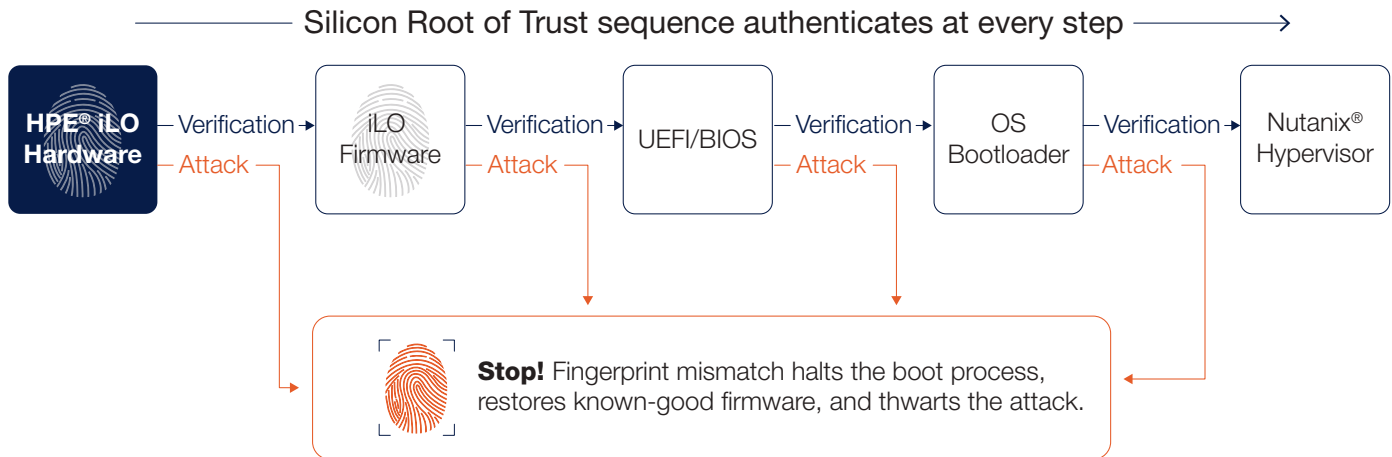 Silicon Root of Trust sequence authenticates at every step
HPE® iLO
Hardware
Verification
Attack
iLO
Firmware
Verification
Attack
UEFI/BIOS
Verification
Attack
OS
Bootloader
Verification
Attack
Nutanix®
Hypervisor
Stop! Fingerprint mismatch halts the boot process,
restores known-good firmware, and thwarts the attack.